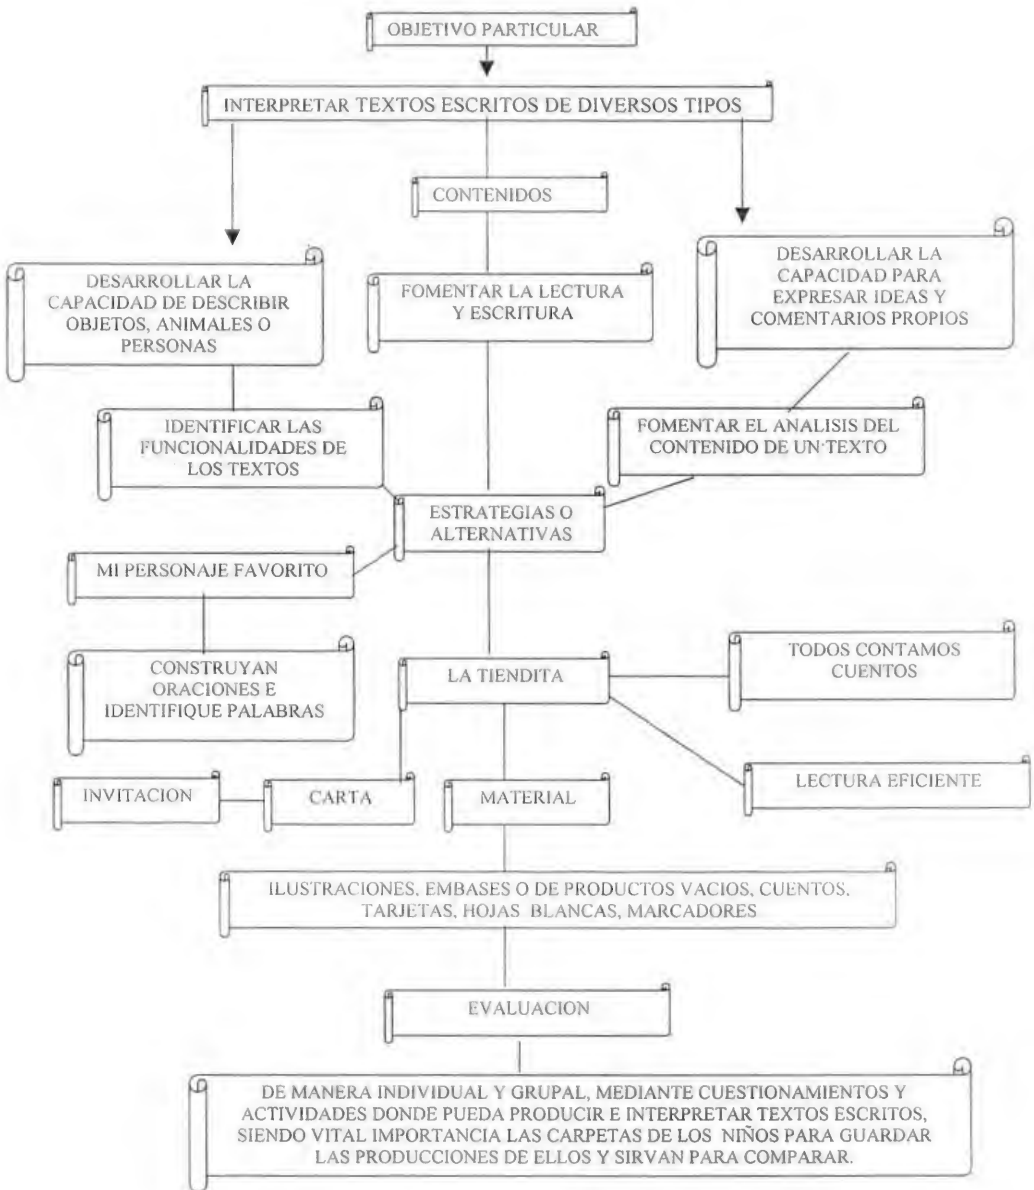 OBJETIVO PARTICULAR
INTERPRETAR TEXTOS ESCRITOS DE DIVERSOS TIPOS
CONTENIDOS
DESARROLLAR LA
CAPACIDAD DE DESCRIBIR
OBJETOS, ANIMALES O
PERSONAS
FOMENTAR LA LECTURA
Y ESCRITURA
DESARROLLAR LA
CAPACIDAD PARA
EXPRESAR IDEAS Y
COMENTARIOS PROPIOS
IDENTIFICAR LAS
FUNCIONALIDADES DE
LOS TEXTOS
FOMENTAR EL ANALISIS DEL
CONTENIDO DE UN TEXTO
ESTRATEGIAS O
ALTERNATIVAS
MI PERSONAJE FAVORITO
CONSTRUYAN
ORACIONES E
IDENTIFIQUE PALABRAS
LA TIENDITA
TODOS CONTAMOS
CUENTOS
INVITACION
CARTA
MATERIAL
LECTURA EFICIENTE
ILUSTRACIONES, EMBASES O DE PRODUCTOS VACIOS, CUENTOS,
TARJETAS, HOJAS BLANCAS, MARCADORES
EVALUACION
DE MANERA INDIVIDUAL Y GRUPAL, MEDIANTE CUESTIONAMIENTOS Y
ACTIVIDADES DONDE PUEDA PRODUCIR E INTERPRETAR TEXTOS ESCRITOS,
SIENDO VITAL IMPORTANCIA LAS CARPETAS DE LOS NIÑOS PARA GUARDAR
LAS PRODUCCIONES DE ELLOS Y SIRVAN PARA COMPARAR.